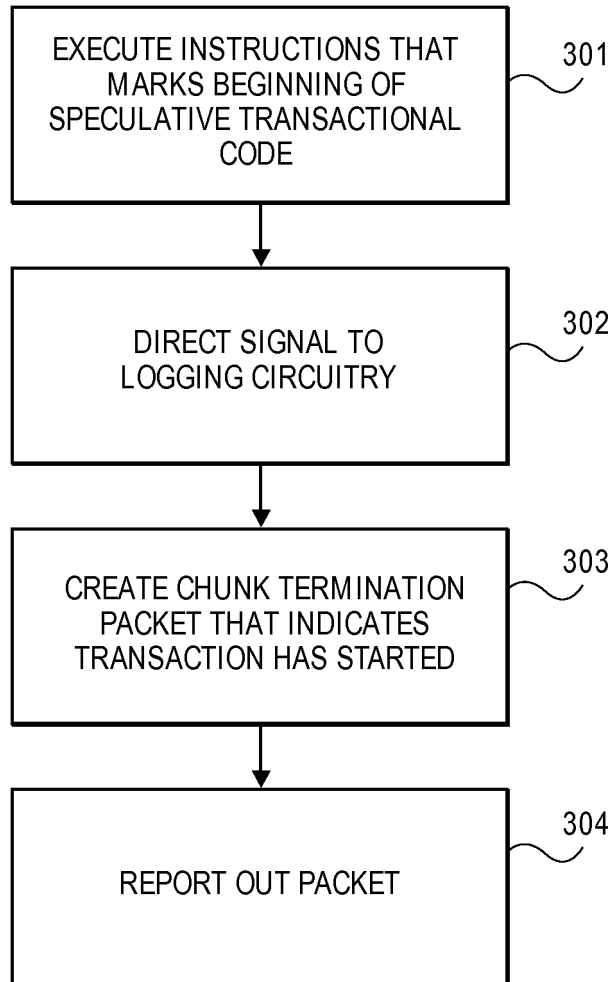 EXECUTE INSTRUCTIONS THAT
MARKS BEGINNING OF
SPECULATIVE TRANSACTIONAL
CODE
301
DIRECT SIGNAL TO
LOGGING CIRCUITRY
302
CREATE CHUNK TERMINATION
PACKET THAT INDICATES
TRANSACTION HAS STARTED
303
REPORT OUT PACKET
304